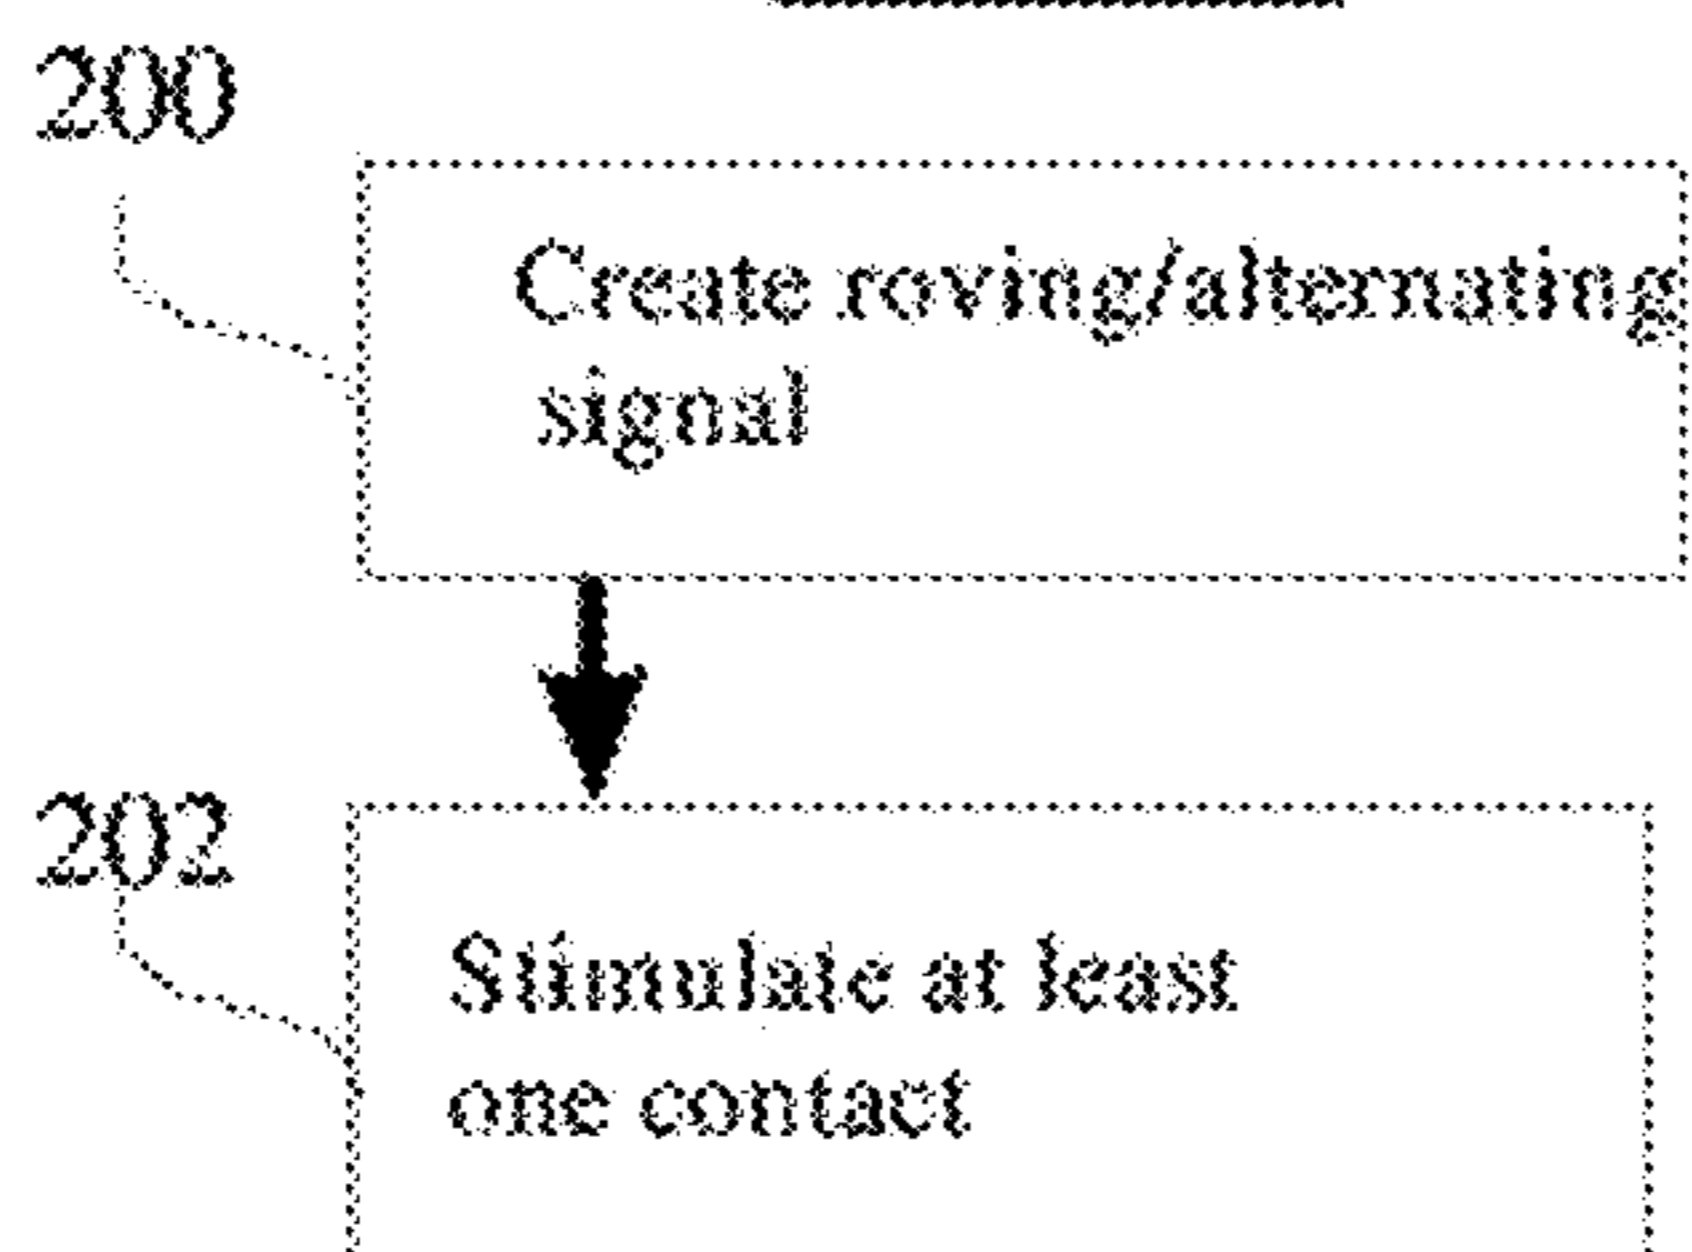 200
Create roving/alternating
signal
202
Stimulate at least
one contact